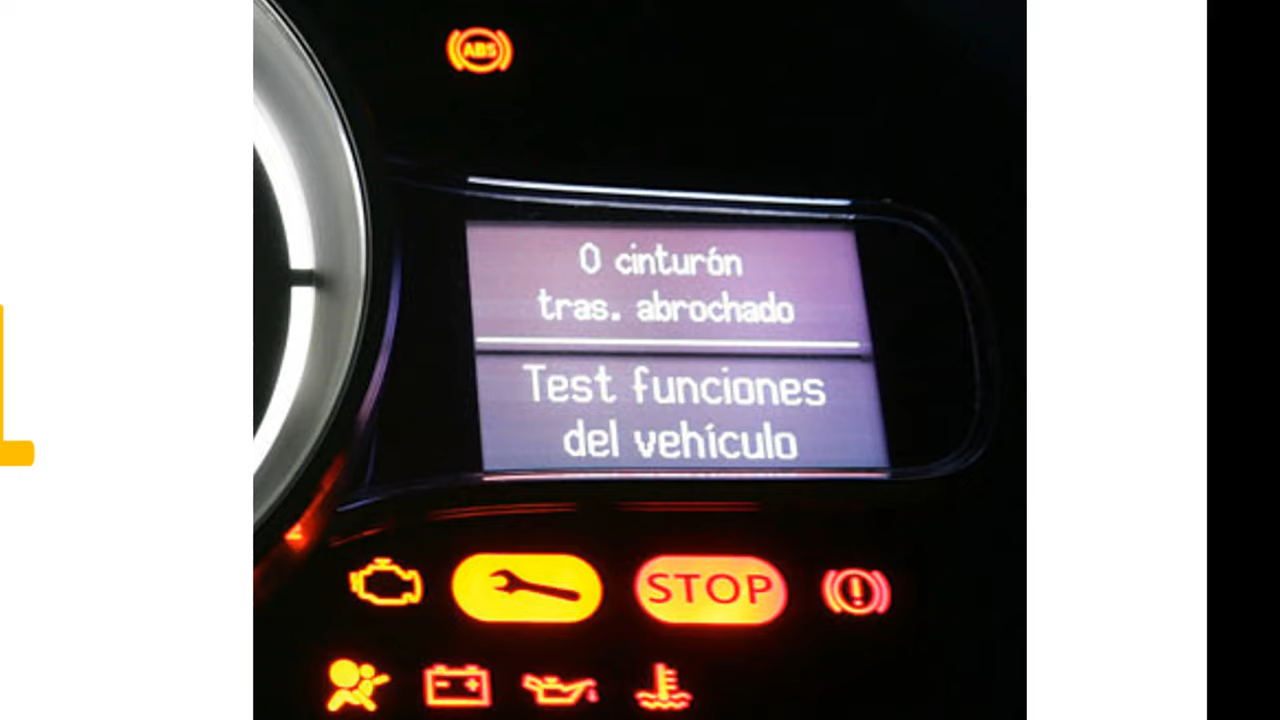 ABS
0 cinturón
tras. abrochado
Test funciones
del vehículo
STOP